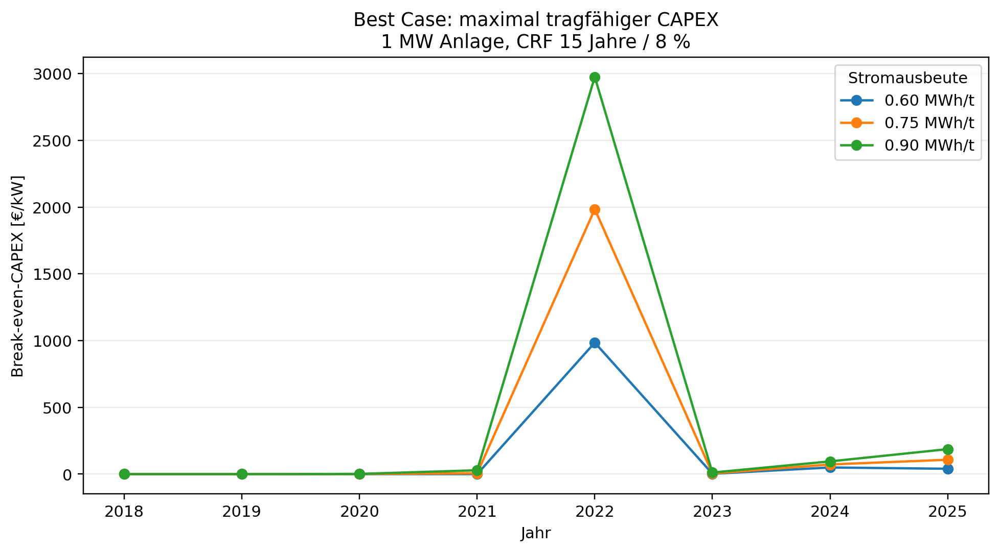 Best Case: maximal tragfähiger CAPEX
1 MW Anlage, CRF 15 Jahre / 8 %
Break-even-CAPEX [€/kW]
3000
2500
2000
1500
1000
500
0
Stromausbeute
0.60 MWh/t
0.75 MWh/t
0.90 MWh/t
2018 2019 2020 2021 2022 2023 2024 2025
Jahr